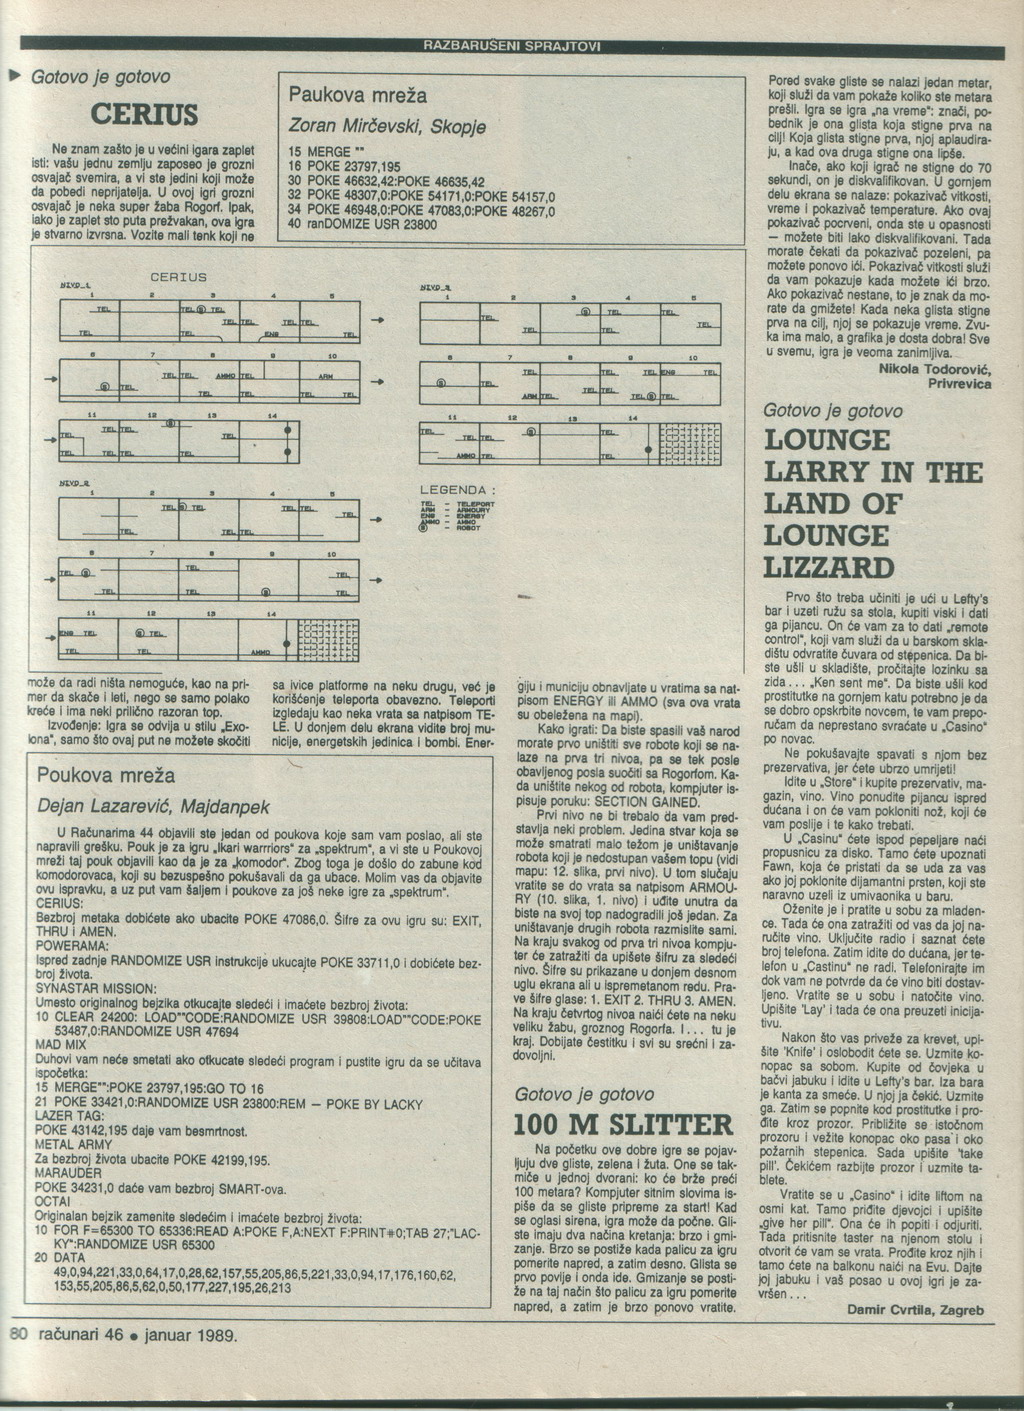 RAZBARUŠENI SPRAJTOVI
Gotovo je gotovo
CERIUS
Ne znam zašto je u većini igara zaplet
isti: vašu jednu zemlju zaposeo je grozni
osvajač svemira, a vi ste jedini koji može
da pobedi neprijatelja. U ovoj igri grozni
osvajač je neka super žaba Rogorf. Ipak,
iako je zaplet sto puta prežvakan, ova igra
je stvarno izvrsna. Vozite mali tenk koji ne
Paukova mreža
Zoran Mirčevski, Skopje
15 MERGE ""
16 POKE 23797,195
30 POKE 46632,42:POKE 46635,42
32 POKE 48307,0:POKE 54171,0:POKE 54157,0
34 POKE 46948,0:POKE 47083,0:POKE 48267,0
40 ranDOMIZE USR 23800
CERIUS
LEGENDA :
TEL - TELEPORT
ARM - ARMOURY
ENG - ENERGY
AMMO - AMMO
- ROBOT
može da radi ništa nemoguće, kao na pri-
mer da skače i leti, nego se samo polako
kreće i ima neki prilično razoran top.
Izvođenje: Igra se odvija u stilu „Exo-
lona", samo što ovaj put ne možete skočiti
sa ivice platforme na neku drugu, već je
korišćenje teleporta obavezno. Teleporti
izgledaju kao neka vrata sa natpisom TE-
LE. U donjem delu ekrana vidite broj mu-
nicije, energetskih jedinica i bombi. Ener-
giju i municiju obnavljate u vratima sa nat-
pisom ENERGY ili AMMO (sva ova vrata
su obeležena na mapi).
Kako igrati: Da biste spasili vaš narod
morate prvo uništiti sve robote koji se na-
laze na prva tri nivoa, pa se tek posle
obavljenog posla suočiti sa Rogorfom. Ka-
da uništite nekog od robota, kompjuter is-
pisuje poruku: SECTION GAINED.
Prvi nivo ne bi trebalo da vam pred-
stavlja neki problem. Jedina stvar koja se
može smatrati malo težom je uništavanje
robota koji je nedostupan vašem topu (vidi
mapu: 12. slika, prvi nivo). U tom slučaju
vratite se do vrata sa natpisom ARMOU-
RY (10. slika, 1. nivo) i uđite unutra da
biste na svoj top nadogradili još jedan. Za
uništavanje drugih robota razmislite sami.
Na kraju svakog od prva tri nivoa kompju-
ter će zatražiti da upišete šifru za sledeći
nivo. Šifre su prikazane u donjem desnom
uglu ekrana ali u ispremetanom redu. Pra-
ve šifre glase: 1. EXIT 2. THRU 3. AMEN.
Na kraju četvrtog nivoa naići ćete na neku
veliku žabu, groznog Rogorfa. I... tu je
kraj. Dobijate čestitku i svi su srećni i za-
dovoljni.
Poukova mreža
Dejan Lazarević, Majdanpek
U Računarima 44 objavili ste jedan od poukova koje sam vam poslao, ali ste
napravili grešku. Pouk je za igru „Ikari warrriors" za „spektrum", a vi ste u Poukovoj
mreži taj pouk objavili kao da je za „komodor". Zbog toga je došlo do zabune kod
komodorovaca, koji su bezuspešno pokušavali da ga ubace. Molim vas da objavite
ovu ispravku, a uz put vam šaljem i poukove za još neke igre za „spektrum".
CERIUS:
Bezbroj metaka dobićete ako ubacite POKE 47086,0. Šifre za ovu igru su: EXIT,
THRU i AMEN.
POWERAMA:
Ispred zadnje RANDOMIZE USR instrukcije ukucajte POKE 33711,0 i dobićete bez-
broj života.
SYNASTAR MISSION:
Umesto originalnog bejzika otkucajte sledeći i imaćete bezbroj života:
10 CLEAR 24200: LOAD""CODE:RANDOMIZE USR 39808:LOAD""CODE:POKE
53487,0:RANDOMIZE USR 47694
MAD MIX
Duhovi vam neće smetati ako otkucate sledeći program i pustite igru da se učitava
ispočetka:
15 MERGE"":POKE 23797,195:GO TO 16
21 POKE 33421,0:RANDOMIZE USR 23800:REM — POKE BY LACKY
LAZER TAG:
POKE 43142,195 daje vam besmrtnost.
METAL ARMY
Za bezbroj života ubacite POKE 42199,195.
MARAUDER
POKE 34231,0 daće vam bezbroj SMART-ova.
OCTAI
Originalan bejzik zamenite sledećim i imaćete bezbroj života:
10 FOR F=65300 TO 65336:READ A:POKE F,A:NEXT F:PRINT#0;TAB 27;"LAC-
KY":RANDOMIZE USR 65300
20 DATA
49,0,94,221,33,0,64,17,0,28,62,157,55,205,86,5,221,33,0,94,17,176,160,62,
153,55,205,86,5,62,0,50,177,227,195,26,213
Gotovo je gotovo
100 M SLITTER
Na početku ove dobre igre se pojav-
ljuju dve gliste, zelena i žuta. One se tak-
miče u jednoj dvorani: ko će brže preći
100 metara? Kompjuter sitnim slovima is-
piše da se gliste pripreme za start! Kad
se oglasi sirena, igra može da počne. Gli-
ste imaju dva načina kretanja: brzo i gmi-
zanje. Brzo se postiže kada palicu za igru
pomerite napred, a zatim desno. Glista se
prvo povije i onda ide. Gmizanje se posti-
že na taj način što palicu za igru pomerite
napred, a zatim je brzo ponovo vratite.
Pored svake gliste se nalazi jedan metar,
koji služi da vam pokaže koliko ste metara
prešli. Igra se igra „na vreme": znači, po-
bednik je ona glista koja stigne prva na
cilj! Koja glista stigne prva, njoj aplaudira-
ju, a kad ova druga stigne ona lipše.
Inače, ako koji igrač ne stigne do 70
sekundi, on je diskvalifikovan. U gornjem
delu ekrana se nalaze: pokazivač vitkosti,
vreme i pokazivač temperature. Ako ovaj
pokazivač pocrveni, onda ste u opasnosti
— možete biti lako diskvalifikovani. Tada
morate čekati da pokazivač pozeleni, pa
možete ponovo ići. Pokazivač vitkosti služi
da vam pokazuje kada možete ići brzo.
Ako pokazivač nestane, to je znak da mo-
rate da gmižete! Kada neka glista stigne
prva na cilj, njoj se pokazuje vreme. Zvu-
ka ima malo, a grafika je dosta dobra! Sve
u svemu, igra je veoma zanimljiva.
Nikola Todorović,
Privrevica
Gotovo je gotovo
LOUNGE
LARRY IN THE
LAND OF
LOUNGE
LIZZARD
Prvo što treba učiniti je ući u Lefty's
bar i uzeti ružu sa stola, kupiti viski i dati
ga pijancu. On će vam za to dati „remote
control", koji vam služi da u barskom skla-
dištu odvratite čuvara od stepenica. Da bi-
ste ušli u skladište, pročitajte lozinku sa
zida ... „Ken sent me". Da biste ušli kod
prostitutke na gornjem katu potrebno je da
se dobro opskrbite novcem, te vam prepo-
ručam da neprestano svraćate u „Casino"
po novac.
Ne pokušavajte spavati s njom bez
prezervativa, jer ćete ubrzo umrijeti!
Idite u „Store" i kupite prezervativ, ma-
gazin, vino. Vino ponudite pijancu ispred
dućana i on će vam pokloniti nož, koji će
vam poslije i te kako trebati.
U „Casinu" ćete ispod pepeljare naći
propusnicu za disko. Tamo ćete upoznati
Fawn, koja će pristati da se uda za vas
ako joj poklonite dijamantni prsten, koji ste
naravno uzeli iz umivaonika u baru.
Oženite je i pratite u sobu za mladen-
ce. Tada će ona zatražiti od vas da joj na-
ručite vino. Uključite radio i saznat ćete
broj telefona. Zatim idite do dućana, jer te-
lefon u „Castinu" ne radi. Telefonirajte im
dok vam ne potvrde da će vino biti dostav-
ljeno. Vratite se u sobu i natočite vino.
Upišite 'Lay' i tada će ona preuzeti inicija-
tivu.
Nakon što vas priveže za krevet, upi-
šite 'Knife' i oslobodit ćete se. Uzmite ko-
nopac sa sobom. Kupite od čovjeka u
bačvi jabuku i idite u Lefty's bar. Iza bara
je kanta za smeće. U njoj ja čekić. Uzmite
ga. Zatim se popnite kod prostitutke i pro-
đite kroz prozor. Približite se istočnom
prozoru i vežite konopac oko pasa i oko
požarnih stepenica. Sada upišite 'take
pill'. Čekićem razbijte prozor i uzmite ta-
blete.
Vratite se u „Casino" i idite liftom na
osmi kat. Tamo priđite djevojci i upišite
„give her pill". Ona će ih popiti i odjuriti.
Tada pritisnite taster na njenom stolu i
otvorit će vam se vrata. Prođite kroz njih i
tamo ćete na balkonu naići na Evu. Dajte
joj jabuku i vaš posao u ovoj igri je za-
vršen ...
Damir Cvrtila, Zagreb
80 računari 46 • januar 1989.